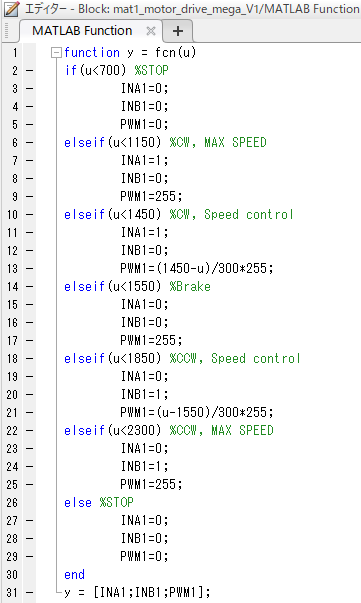 エディター - Block: mat1_motor_drive_mega_V1/MATLAB Function
MATLAB Function × +
1 function y = fcn(u)
2 - if(u<700) %STOP
3 - INA1=0;
4 - INB1=0;
5 - PWM1=0;
6 - elseif(u<1150) %CW, MAX SPEED
7 - INA1=1;
8 - INB1=0;
9 - PWM1=255;
10 - elseif(u<1450) %CW, Speed control
11 - INA1=1;
12 - INB1=0;
13 - PWM1=(1450-u)/300*255;
14 - elseif(u<1550) %Brake
15 - INA1=0;
16 - INB1=0;
17 - PWM1=255;
18 - elseif(u<1850) %CCW, Speed control
19 - INA1=0;
20 - INB1=1;
21 - PWM1=(u-1550)/300*255;
22 - elseif(u<2300) %CCW, MAX SPEED
23 - INA1=0;
24 - INB1=1;
25 - PWM1=255;
26 else %STOP
27 - INA1=0;
28 - INB1=0;
29 - PWM1=0;
30 end
31 - y = [INA1;INB1;PWM1];